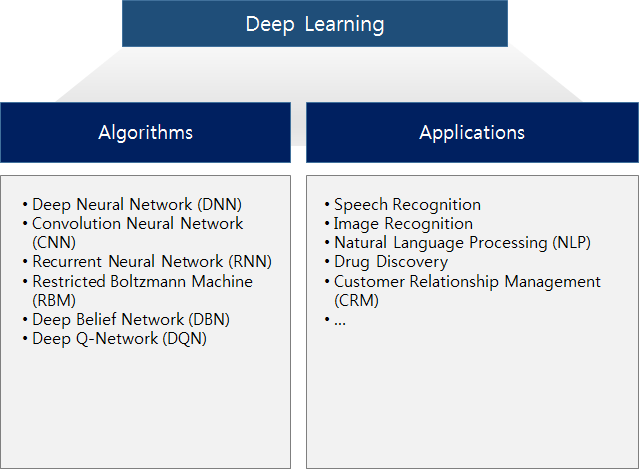 Deep Learning
Algorithms
• Deep Neural Network (DNN)
• Convolution Neural Network
(CNN)
• Recurrent Neural Network (RNN)
• Restricted Boltzmann Machine
(RBM)
• Deep Belief Network (DBN)
• Deep Q-Network (DQN)
Applications
• Speech Recognition
• Image Recognition
• Natural Language Processing (NLP)
• Drug Discovery
• Customer Relationship Management
(CRM)
• ...